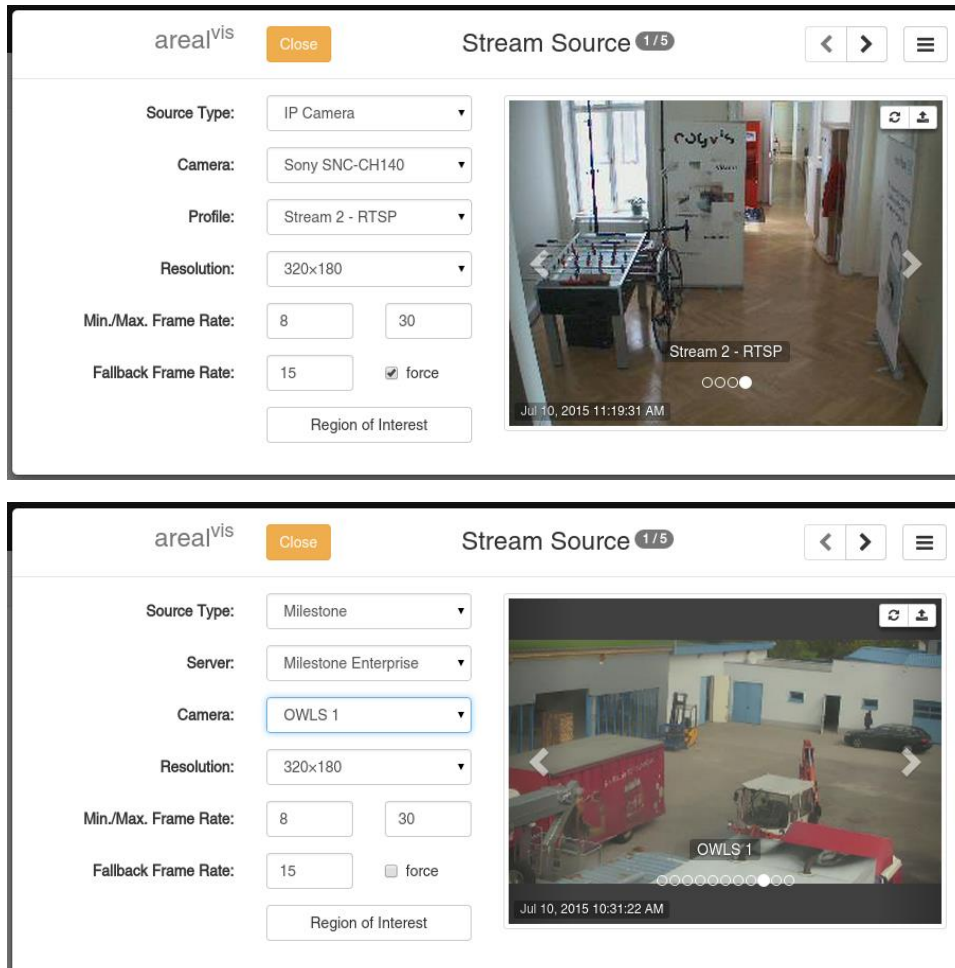 areal^vis Close Stream Source 1/5
Source Type: IP Camera
Camera: Sony SNC-CH140
Profile: Stream 2 - RTSP
Resolution: 320×180
Min./Max. Frame Rate: 8 30
Fallback Frame Rate: 15 force
Region of Interest
cogvis
Stream 2 - RTSP
Jul 10, 2015 11:19:31 AM
areal^vis Close Stream Source 1/5
Source Type: Milestone
Server: Milestone Enterprise
Camera: OWLS 1
Resolution: 320×180
Min./Max. Frame Rate: 8 30
Fallback Frame Rate: 15 force
Region of Interest
OWLS 1
Jul 10, 2015 10:31:22 AM